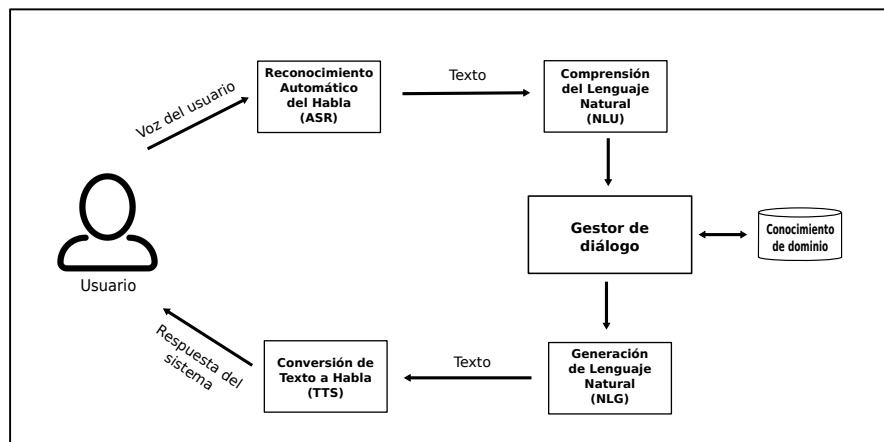 Voz del usuario
Reconocimiento
Automático
del Habla
(ASR)
Texto
Comprensión
del Lenguaje
Natural
(NLU)
Gestor de
diálogo
Conocimiento
de dominio
Usuario
Respuesta del
sistema
Conversión de
Texto a Habla
(TTS)
Texto
Generación
de Lenguaje
Natural
(NLG)